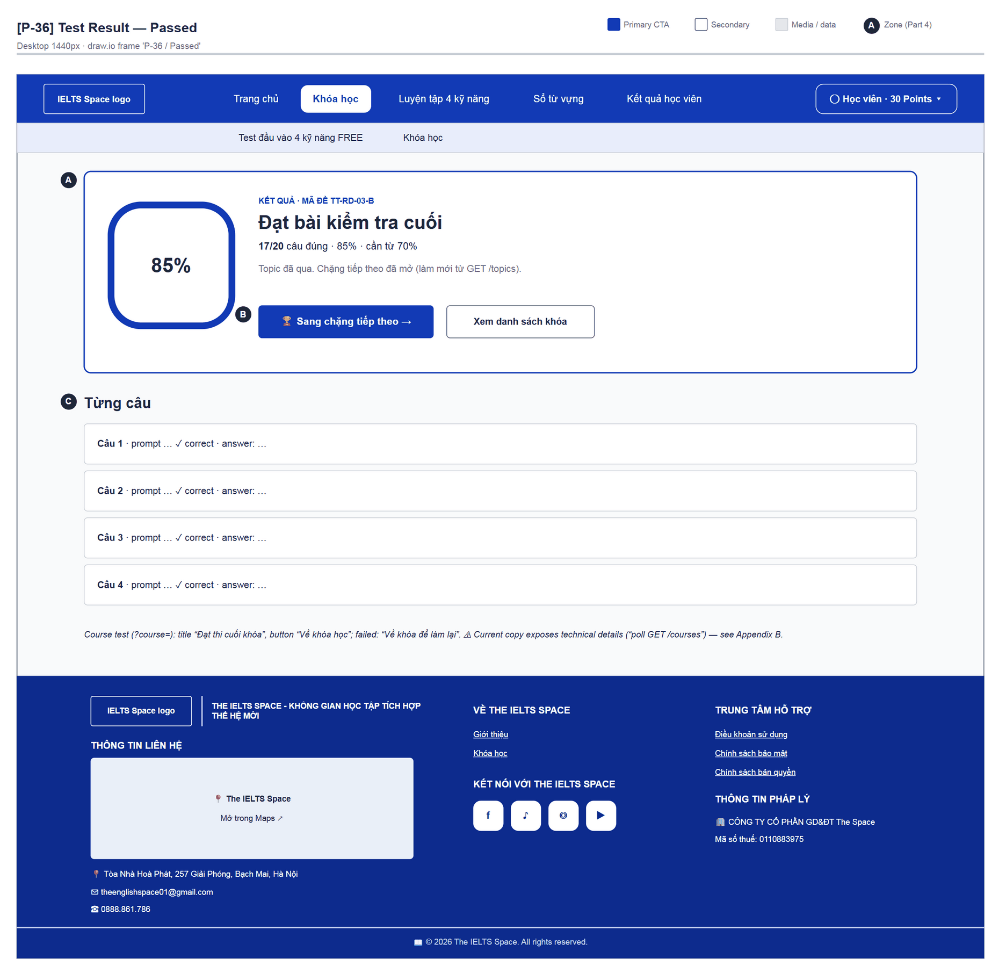 [P-36] Test Result — Passed
Desktop 1440px · draw.io frame 'P-36 / Passed'
Primary CTA
Secondary
Media / data
A Zone (Part 4)
IELTS Space logo
Trang chủ
Khóa học
Luyện tập 4 kỹ năng
Sổ từ vựng
Kết quả học viên
Học viên · 30 Points ▾
Test đầu vào 4 kỹ năng FREE
Khóa học
A
85%
KẾT QUẢ · MÃ ĐỀ TT-RD-03-B
Đạt bài kiểm tra cuối
17/20 câu đúng · 85% · cần từ 70%
Topic đã qua. Chặng tiếp theo đã mở (làm mới từ GET /topics).
B
🏆 Sang chặng tiếp theo →
Xem danh sách khóa
C
Từng câu
Câu 1 · prompt … ✓ correct · answer: …
Câu 2 · prompt … ✓ correct · answer: …
Câu 3 · prompt … ✓ correct · answer: …
Câu 4 · prompt … ✓ correct · answer: …
Course test (?course=): title “Đạt thi cuối khóa”, button “Về khóa học”; failed: “Về khóa để làm lại”. ⚠ Current copy exposes technical details (“poll GET /courses”) — see Appendix B.
IELTS Space logo
THE IELTS SPACE - KHÔNG GIAN HỌC TẬP TÍCH HỢP
THẾ HỆ MỚI
THÔNG TIN LIÊN HỆ
📍 The IELTS Space
Mở trong Maps ↗
📍 Tòa Nhà Hoà Phát, 257 Giải Phóng, Bạch Mai, Hà Nội
✉ theenglishspace01@gmail.com
☎ 0888.861.786
VỀ THE IELTS SPACE
Giới thiệu
Khóa học
KẾT NỐI VỚI THE IELTS SPACE
f
♪
◎
▶
TRUNG TÂM HỖ TRỢ
Điều khoản sử dụng
Chính sách bảo mật
Chính sách bản quyền
THÔNG TIN PHÁP LÝ
🏢 CÔNG TY CỔ PHẦN GD&ĐT The Space
Mã số thuế: 0110883975
📖 © 2026 The IELTS Space. All rights reserved.